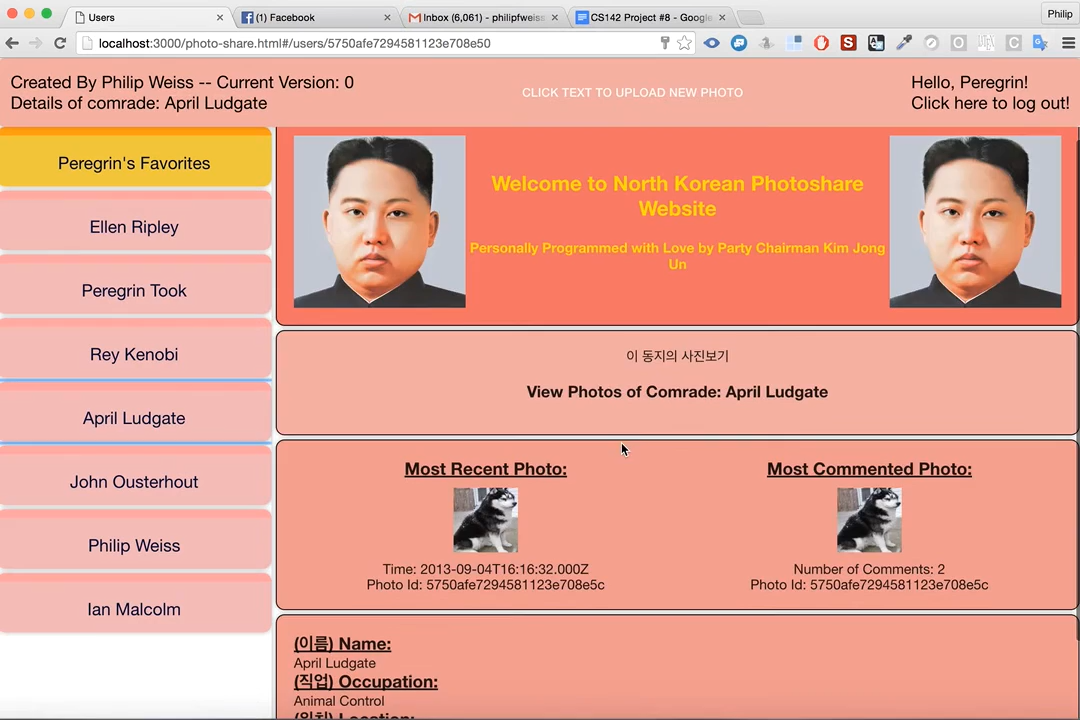 Users
(1) Facebook
Inbox (6,061) - philipfweiss
CS142 Project #8 - Google
Philip
localhost:3000/photo-share.html#/users/5750afe7294581123e708e50
Created By Philip Weiss -- Current Version: 0
Details of comrade: April Ludgate
CLICK TEXT TO UPLOAD NEW PHOTO
Hello, Peregrin!
Click here to log out!
Peregrin's Favorites
Ellen Ripley
Peregrin Took
Rey Kenobi
April Ludgate
John Ousterhout
Philip Weiss
Ian Malcolm
Welcome to North Korean Photoshare
Website
Personally Programmed with Love by Party Chairman Kim Jong
Un
이 동지의 사진보기
View Photos of Comrade: April Ludgate
Most Recent Photo:
Time: 2013-09-04T16:16:32.000Z
Photo Id: 5750afe7294581123e708e5c
Most Commented Photo:
Number of Comments: 2
Photo Id: 5750afe7294581123e708e5c
(이름) Name:
April Ludgate
(직업) Occupation:
Animal Control
(위치) Location: